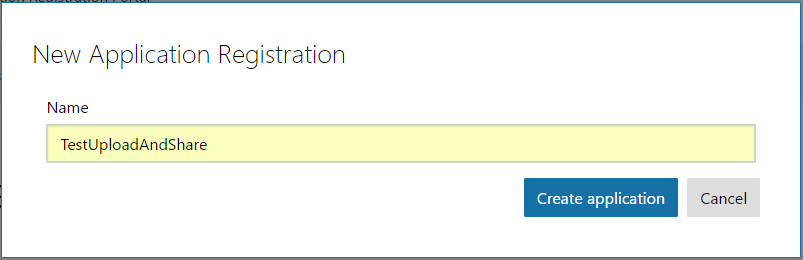 New Application Registration
Name
TestUploadAndShare
Create application
Cancel